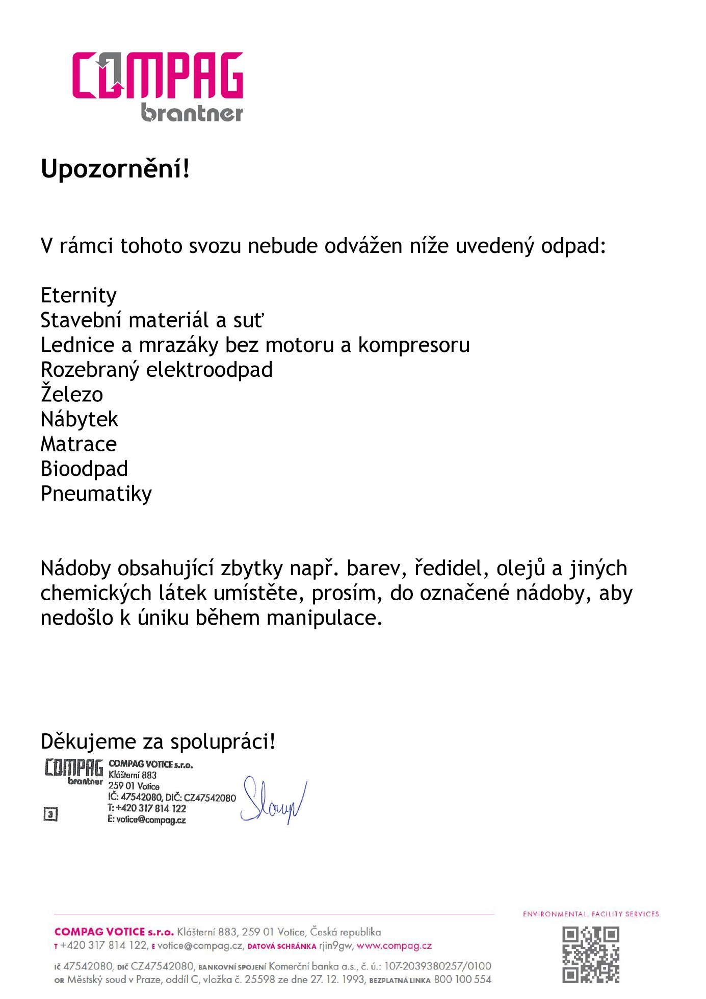 COMPAG
brantner
Upozornění!
V rámci tohoto svozu nebude odvážen níže uvedený odpad:
Eternity
Stavební materiál a suť
Lednice a mrazáky bez motoru a kompresoru
Rozebraný elektroodpad
Železo
Nábytek
Matrace
Bioodpad
Pneumatiky
Nádoby obsahující zbytky např. barev, ředidel, olejů a jiných
chemických látek umístěte, prosím, do označené nádoby, aby
nedošlo k úniku během manipulace.
Děkujeme za spolupráci!
COMPAG
brantner
3
COMPAG VOTICE s.r.o.
Klášterní 883
259 01 Votice
IČ: 47542080, DIČ: CZ47542080
T: +420 317 814 122
E: votice@compag.cz
ENVIRONMENTAL. FACILITY SERVICES
COMPAG VOTICE s.r.o. Klášterní 883, 259 01 Votice, Česká republika
T +420 317 814 122, E votice@compag.cz, DATOVÁ SCHRÁNKA rjin9gw, www.compag.cz
IČ 47542080, DIČ CZ47542080, BANKOVNÍ SPOJENÍ Komerční banka a.s., č. ú.: 107-2039380257/0100
OR Městský soud v Praze, oddíl C, vložka č. 25598 ze dne 27. 12. 1993, BEZPLATNÁ LINKA 800 100 554